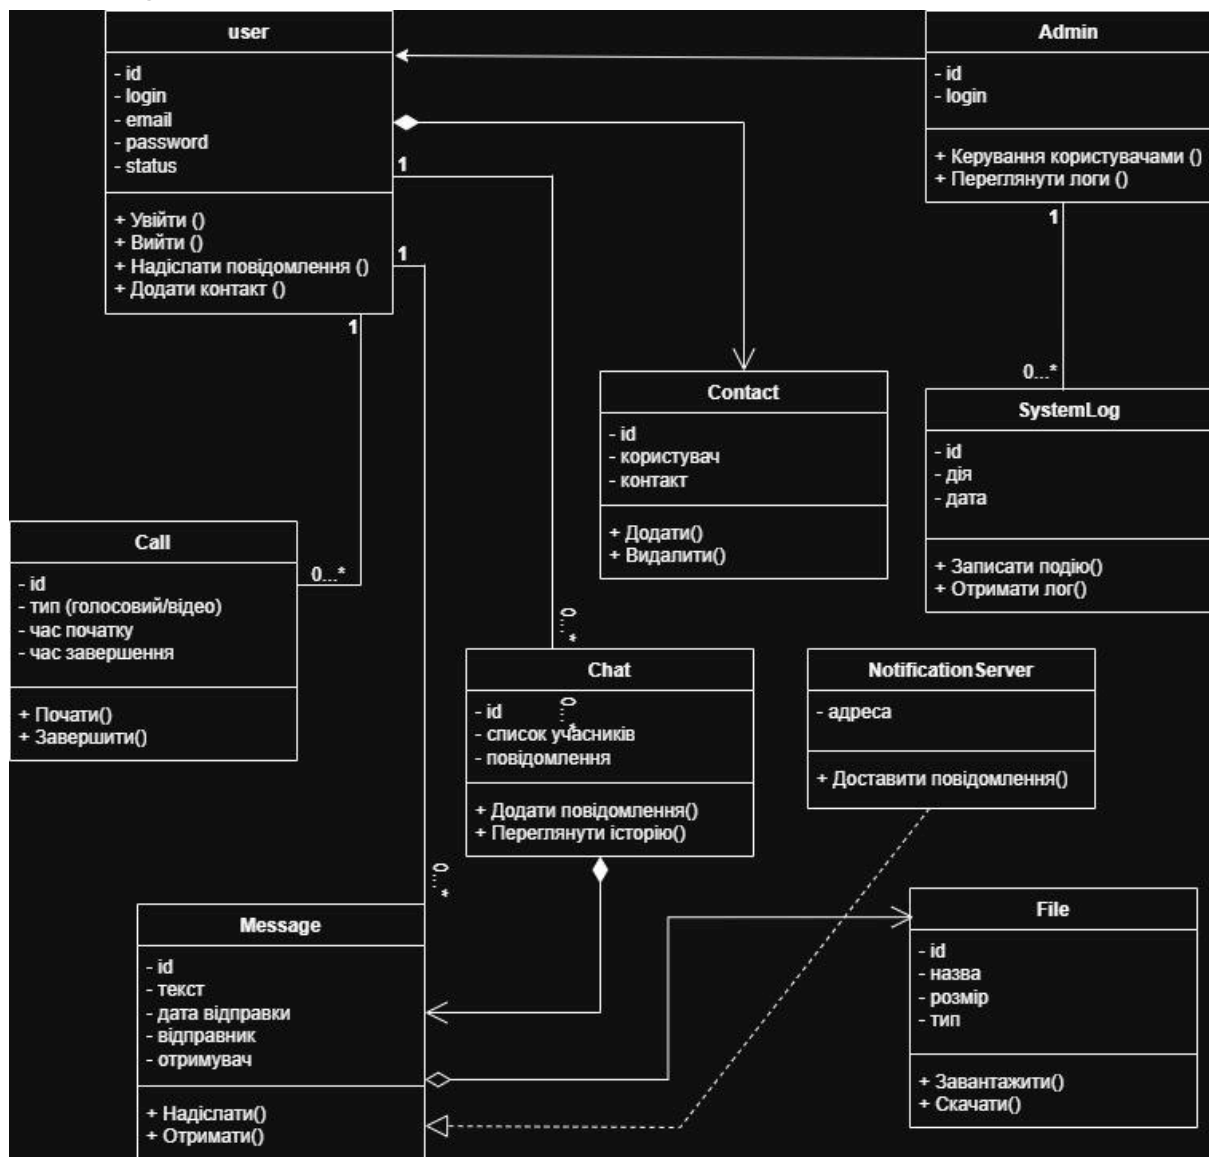 user
- id
- login
- email
- password
- status
+ Увійти ()
+ Вийти ()
+ Надіслати повідомлення ()
+ Додати контакт ()
1
1
1
Admin
- id
- login
+ Керування користувачами ()
+ Переглянути логи ()
1
0...*
Contact
- id
- користувач
- контакт
+ Додати()
+ Видалити()
SystemLog
- id
- дія
- дата
+ Записати подію()
+ Отримати лог()
Call
- id
- тип (голосовий/відео)
- час початку
- час завершення
+ Почати()
+ Завершити()
0...*
0...*
Chat
- id
- список учасників
- повідомлення
+ Додати повідомлення()
+ Переглянути історію()
0...*
NotificationServer
- адреса
+ Доставити повідомлення()
0...*
Message
- id
- текст
- дата відправки
- відправник
- отримувач
+ Надіслати()
+ Отримати()
File
- id
- назва
- розмір
- тип
+ Завантажити()
+ Скачати()